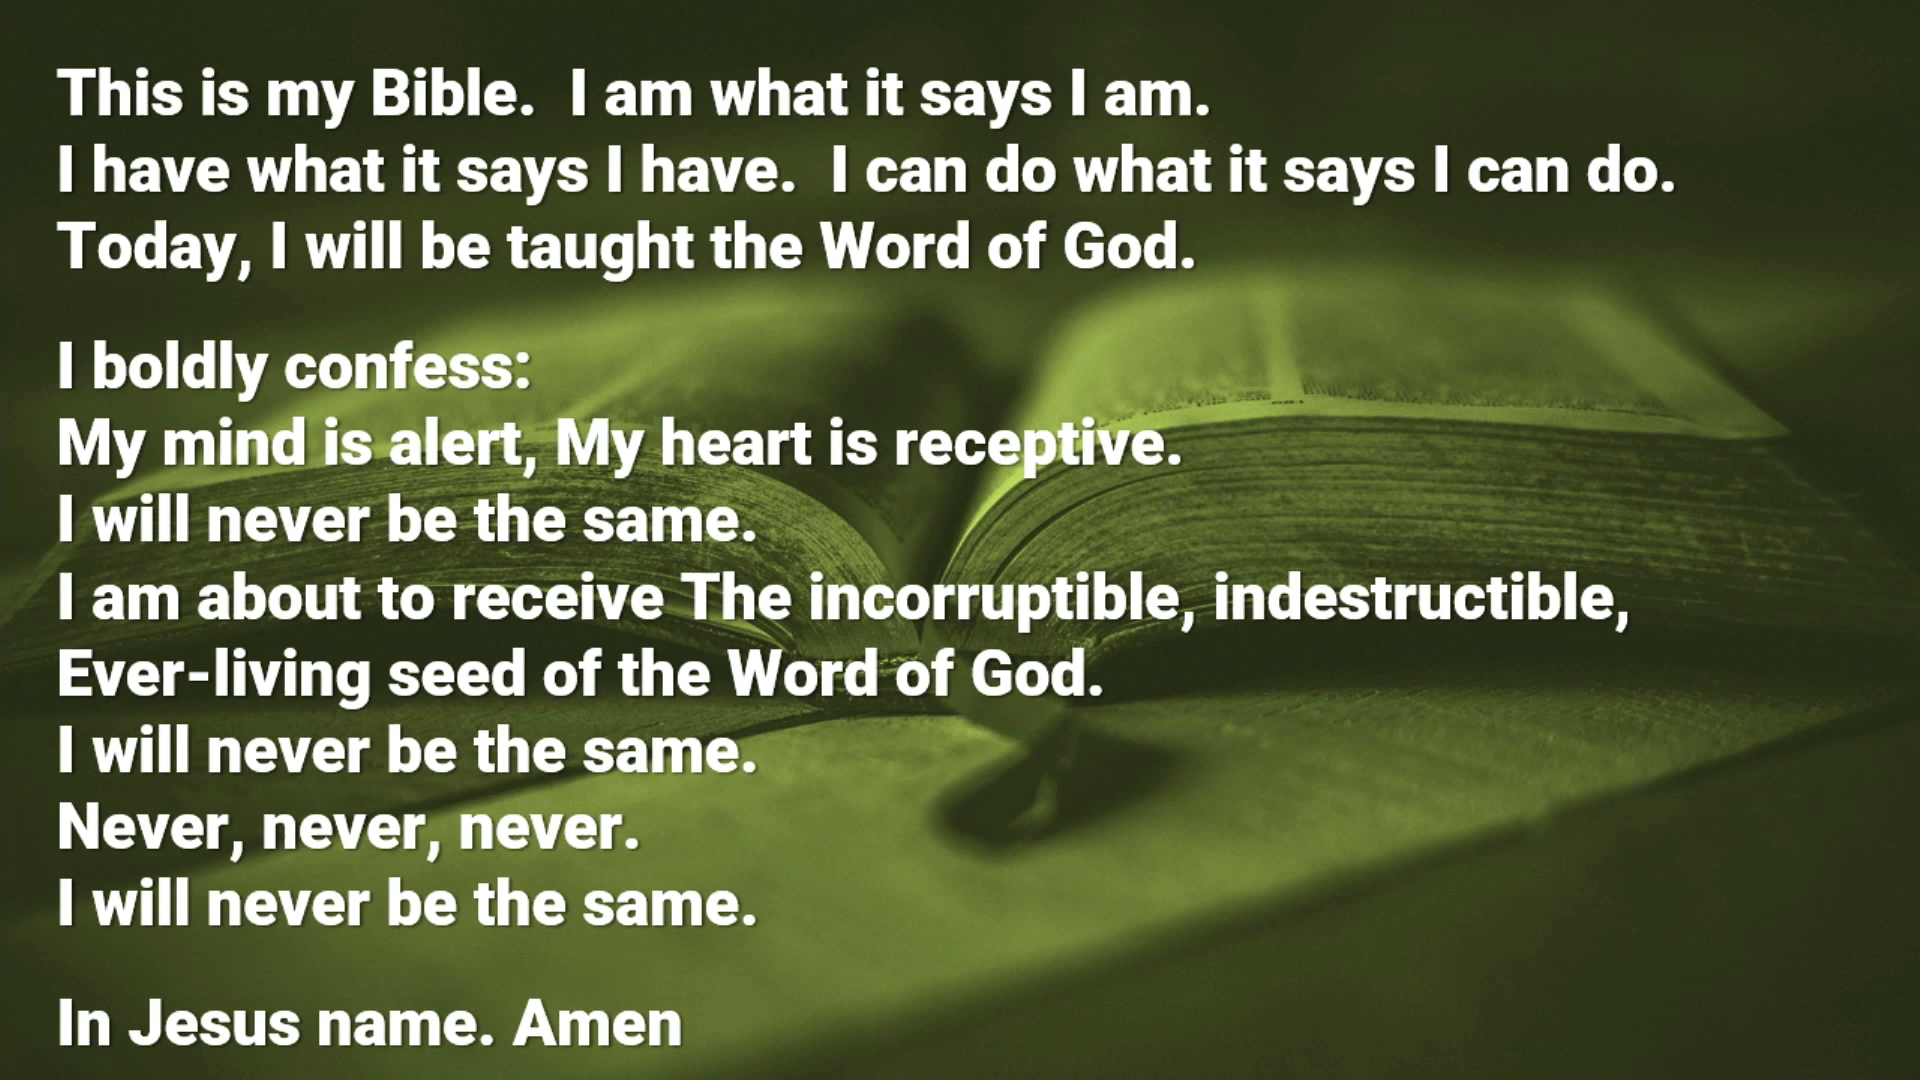 This is my Bible.  I am what it says I am.
I have what it says I have.  I can do what it says I can do.
Today, I will be taught the Word of God.
I boldly confess:
My mind is alert, My heart is receptive.
I will never be the same.
I am about to receive The incorruptible, indestructible,
Ever-living seed of the Word of God.
I will never be the same.
Never, never, never.
I will never be the same.
In Jesus name. Amen